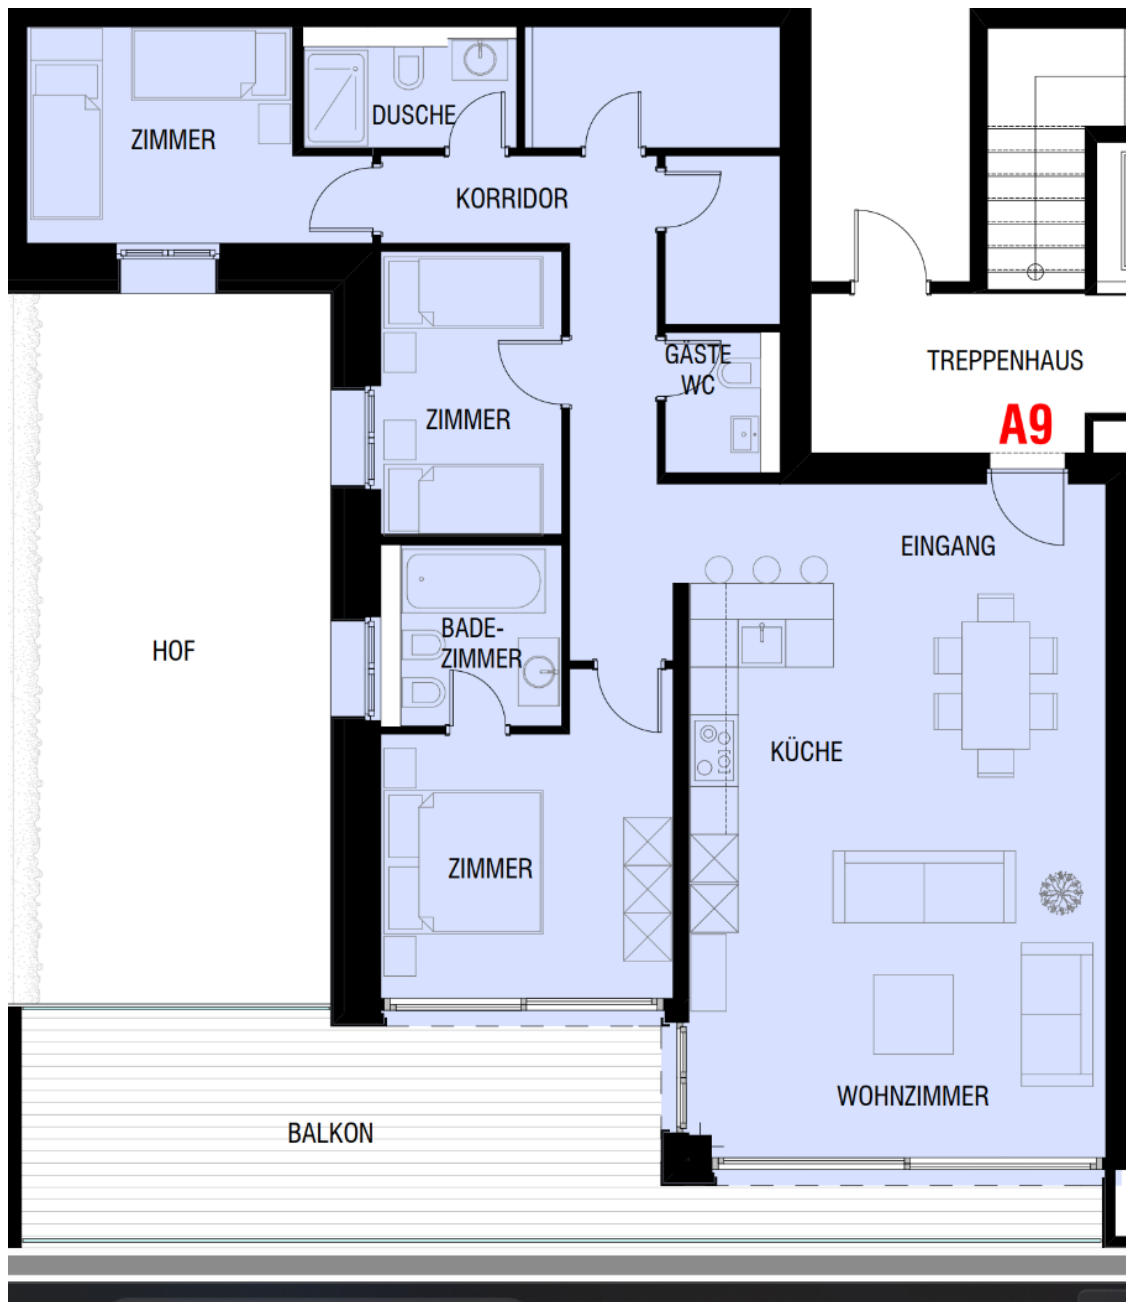 DUSCHE
ZIMMER
KORRIDOR
GÄSTE
WC
TREPPENHAUS
A9
ZIMMER
EINGANG
HOF
BADE-
ZIMMER
KÜCHE
ZIMMER
WOHNZIMMER
BALKON